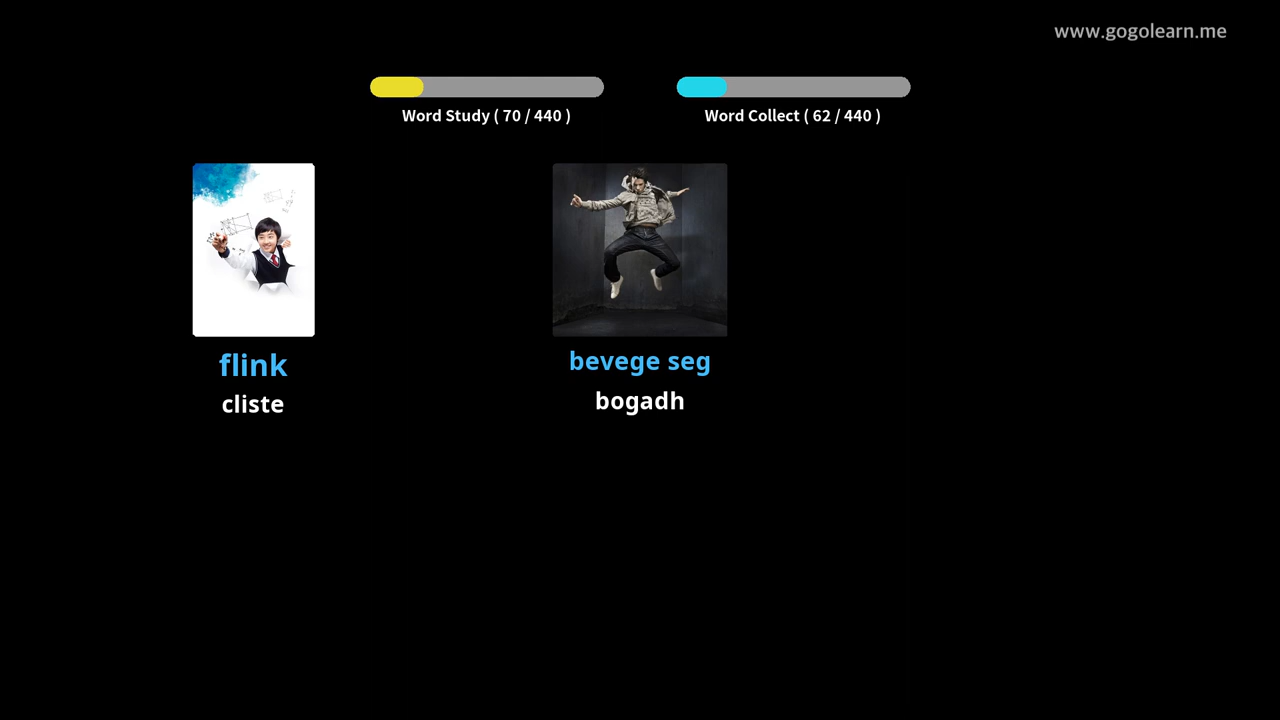 www.gogolearn.me
Word Study ( 70 / 440 )
Word Collect ( 62 / 440 )
flink
cliste
bevege seg
bogadh